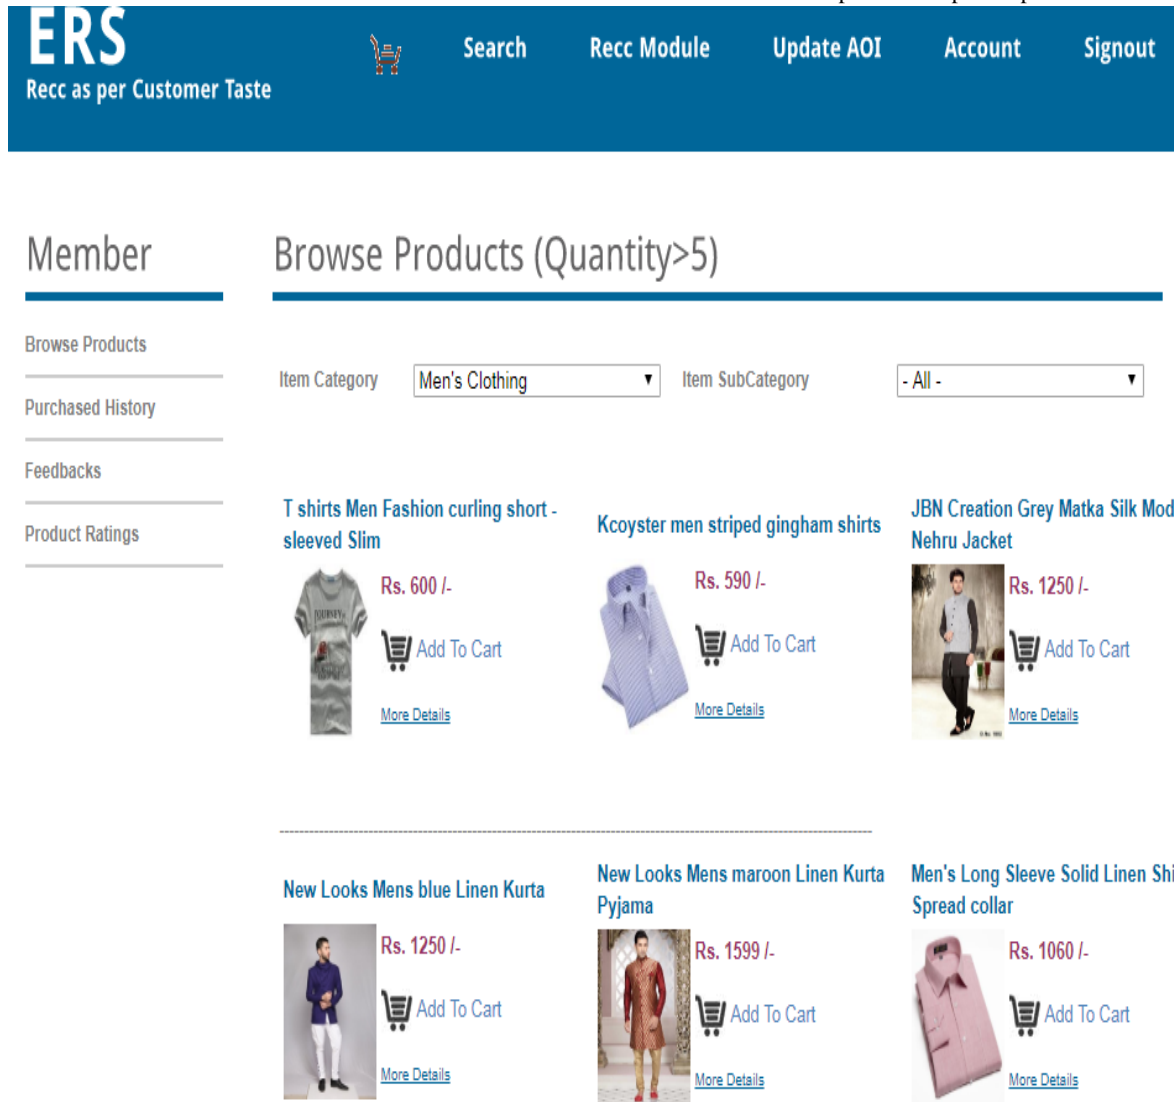 ERS
Recc as per Customer Taste
Search Recc Module Update AOI Account Signout
Member
Browse Products (Quantity>5)
Browse Products
Purchased History
Feedbacks
Product Ratings
Item Category Men's Clothing Item SubCategory - All -
T shirts Men Fashion curling short -
sleeved Slim
Rs. 600 /-
Add To Cart
More Details
Kcoyster men striped gingham shirts
Rs. 590 /-
Add To Cart
More Details
JBN Creation Grey Matka Silk Mod
Nehru Jacket
Rs. 1250 /-
Add To Cart
More Details
New Looks Mens blue Linen Kurta
Rs. 1250 /-
Add To Cart
More Details
New Looks Mens maroon Linen Kurta
Pyjama
Rs. 1599 /-
Add To Cart
More Details
Men's Long Sleeve Solid Linen Shi
Spread collar
Rs. 1060 /-
Add To Cart
More Details